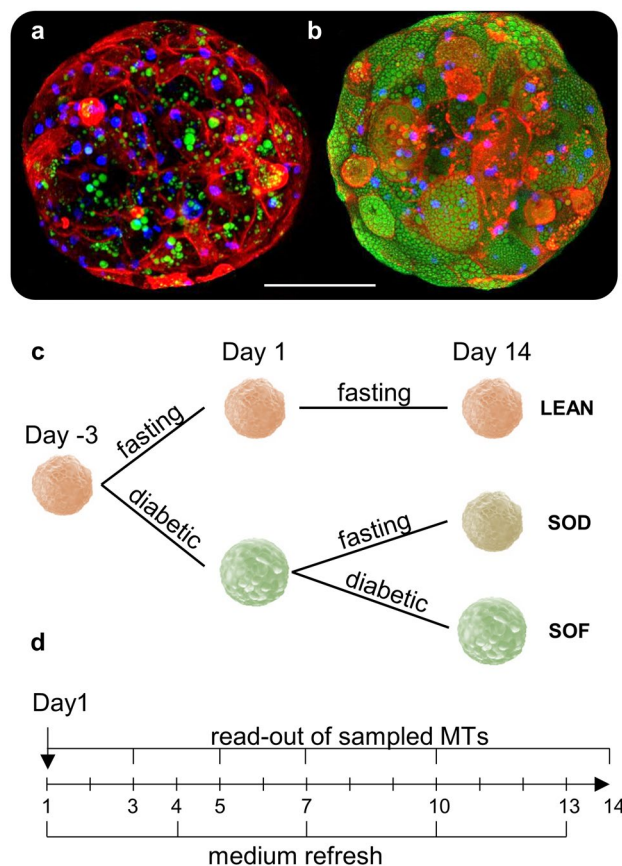 a b
c
Day 1 Day 14
Day -3
fasting fasting LEAN
diabetic
fasting SOD
diabetic SOF
d
Day1
read-out of sampled MTs
1 3 4 5 7 10 13 14
medium refresh